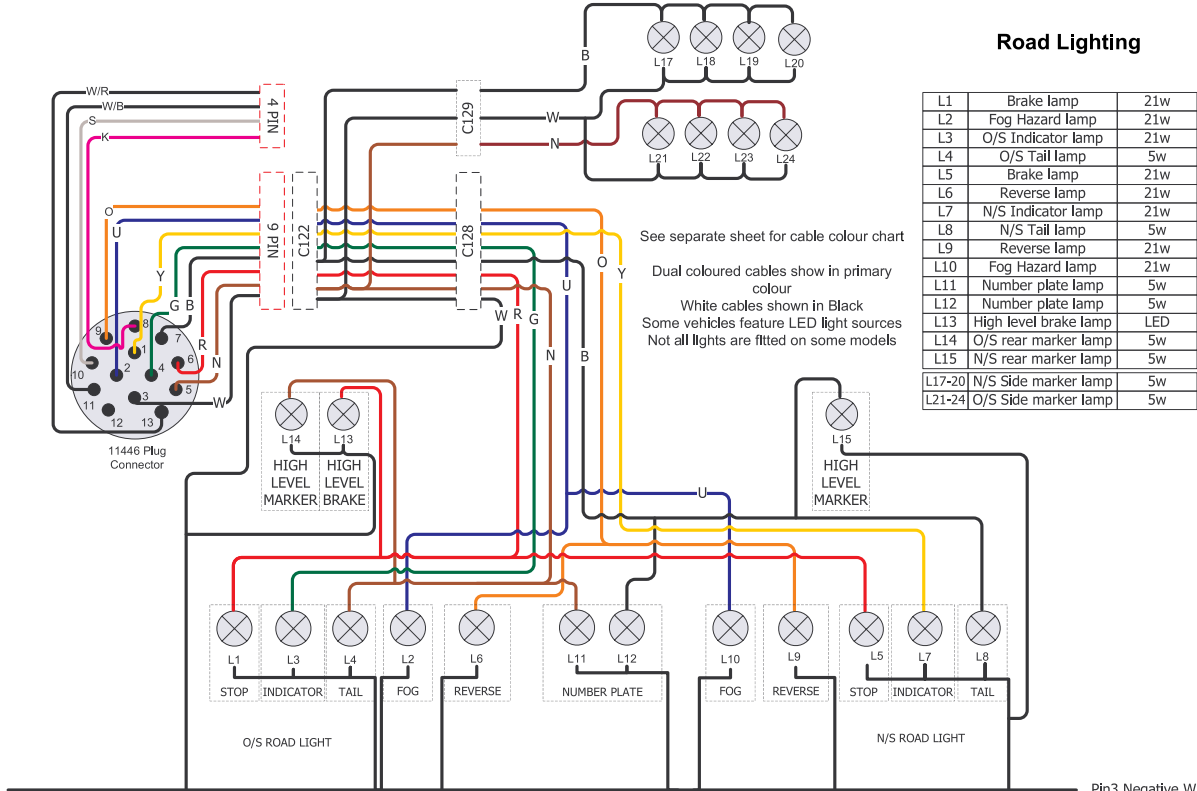 Road Lighting
L1 Brake lamp 21w
L2 Fog Hazard lamp 21w
L3 O/S Indicator lamp 21w
L4 O/S Tail lamp 5w
L5 Brake lamp 21w
L6 Reverse lamp 21w
L7 N/S Indicator lamp 21w
L8 N/S Tail lamp 5w
L9 Reverse lamp 21w
L10 Fog Hazard lamp 21w
L11 Number plate lamp 5w
L12 Number plate lamp 5w
L13 High level brake lamp LED
L14 O/S rear marker lamp 5w
L15 N/S rear marker lamp 5w
L17-20 N/S Side marker lamp 5w
L21-24 O/S Side marker lamp 5w
W/R
W/B
S
K
4 PIN
C129
B
W
N
L17 L18 L19 L20
L21 L22 L23 L24
O
U
Y
G
B
R
N
W
9 PIN
C122
C128
See separate sheet for cable colour chart
Dual coloured cables show in primary
colour
White cables shown in Black
Some vehicles feature LED light sources
Not all lights are fitted on some models
O
Y
U
W
R
G
N
B
9
8
7
1
6
10
2
4
5
11
3
12
13
11446 Plug
Connector
L14
HIGH
LEVEL
MARKER
L13
HIGH
LEVEL
BRAKE
L15
HIGH
LEVEL
MARKER
U
L1 L3 L4 L2 L6 L11 L12 L10 L9 L5 L7 L8
STOP INDICATOR TAIL FOG REVERSE NUMBER PLATE FOG REVERSE STOP INDICATOR TAIL
O/S ROAD LIGHT
N/S ROAD LIGHT
Pin3 Negative W